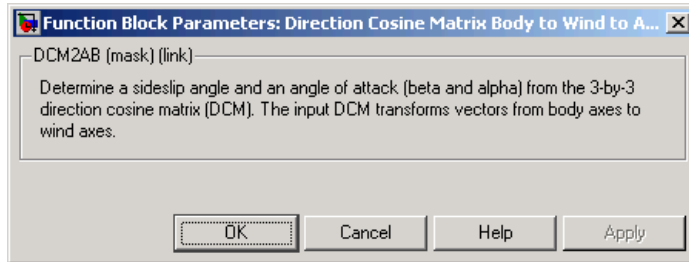 Function Block Parameters: Direction Cosine Matrix Body to Wind to A...
DCM2AB (mask) (link)
Determine a sideslip angle and an angle of attack (beta and alpha) from the 3-by-3
direction cosine matrix (DCM). The input DCM transforms vectors from body axes to
wind axes.
OK Cancel Help Apply